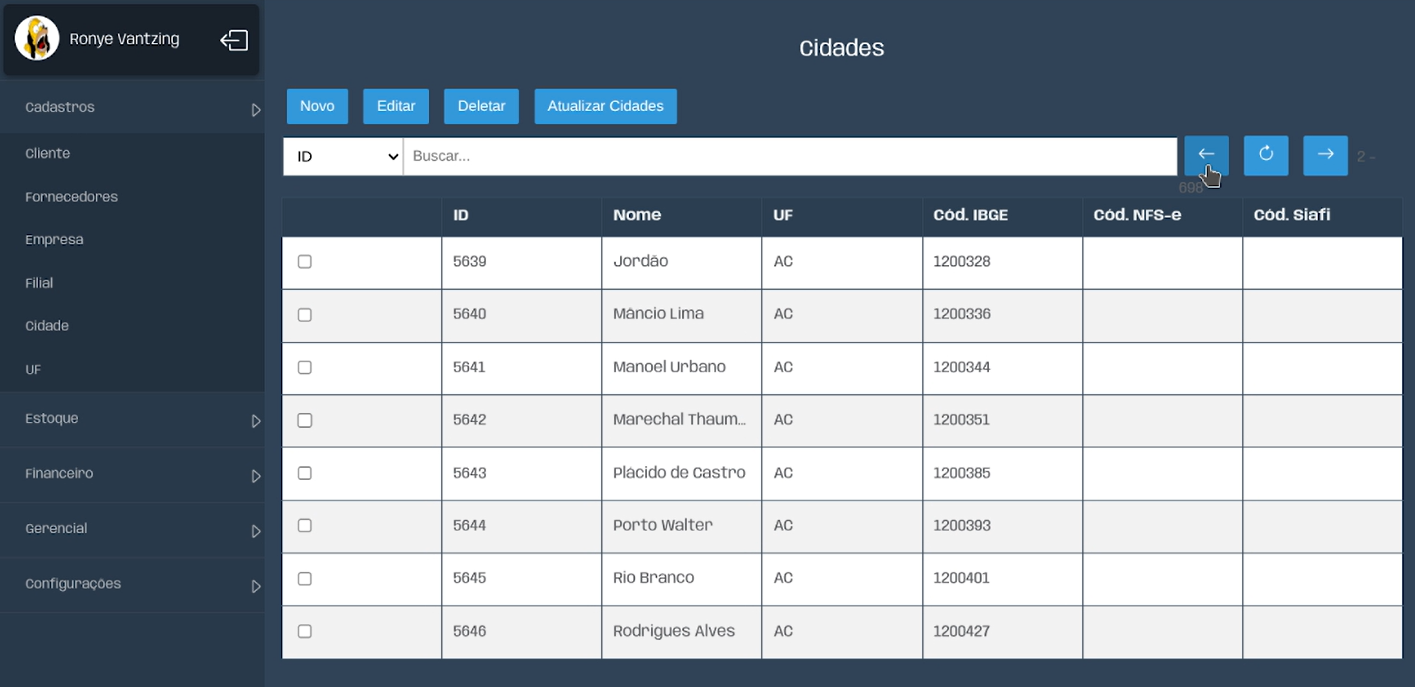 Ronye Vantzing
Cadastros
Cliente
Fornecedores
Empresa
Filial
Cidade
UF
Estoque
Financeiro
Gerencial
Configurações
Cidades
Novo Editar Deletar Atualizar Cidades
ID Buscar... 2 -
698
ID Nome UF Cód. IBGE Cód. NFS-e Cód. Siafi
5639 Jordão AC 1200328
5640 Mâncio Lima AC 1200336
5641 Manoel Urbano AC 1200344
5642 Marechal Thaum... AC 1200351
5643 Plácido de Castro AC 1200385
5644 Porto Walter AC 1200393
5645 Rio Branco AC 1200401
5646 Rodrigues Alves AC 1200427